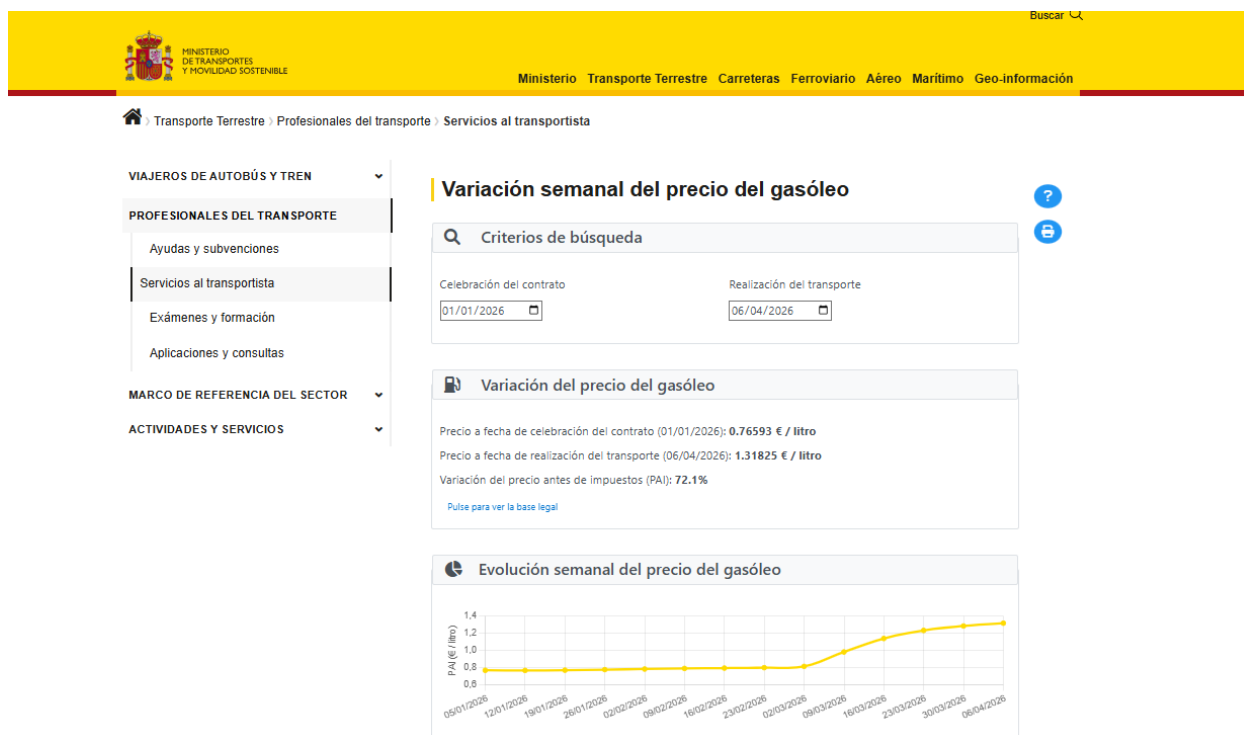 Buscar
MINISTERIO
DE TRANSPORTES
Y MOVILIDAD SOSTENIBLE
Ministerio Transporte Terrestre Carreteras Ferroviario Aéreo Marítimo Geo-información
Transporte Terrestre > Profesionales del transporte > Servicios al transportista
VIAJEROS DE AUTOBÚS Y TREN
PROFESIONALES DEL TRANSPORTE
Ayudas y subvenciones
Servicios al transportista
Exámenes y formación
Aplicaciones y consultas
MARCO DE REFERENCIA DEL SECTOR
ACTIVIDADES Y SERVICIOS
Variación semanal del precio del gasóleo
?
Criterios de búsqueda
Celebración del contrato
01/01/2026
Realización del transporte
06/04/2026
Variación del precio del gasóleo
Precio a fecha de celebración del contrato (01/01/2026): 0.76593 € / litro
Precio a fecha de realización del transporte (06/04/2026): 1.31825 € / litro
Variación del precio antes de impuestos (PAI): 72.1%
Pulse para ver la base legal
Evolución semanal del precio del gasóleo
PAI (€ / litro)
1,4
1,2
1,0
0,8
0,6
05/01/2026
12/01/2026
19/01/2026
26/01/2026
02/02/2026
09/02/2026
16/02/2026
23/02/2026
02/03/2026
09/03/2026
16/03/2026
23/03/2026
30/03/2026
06/04/2026